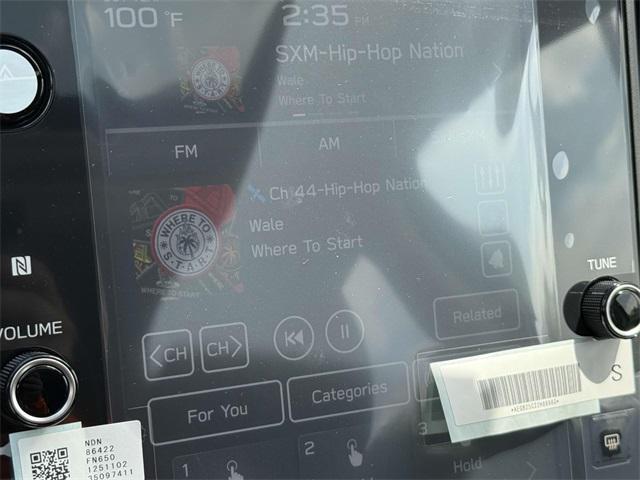 100 °F
2:35 PM
SXM-Hip-Hop Nation
Wale
Where To Start
FM
AM
Ch 44-Hip-Hop Nation
Wale
Where To Start
WHERE TO
S.T.A.R.T
WHERE TO START
TUNE
VOLUME
Related
<CH
CH>
For You
Categories
S
1
2
3
Hold
NDN
86422
FN650
1251102
35097411